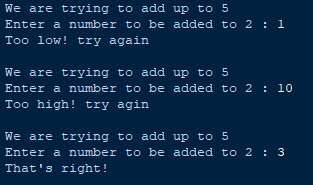 We are trying to add up to 5
Enter a number to be added to 2 : 1
Too low! try again
We are trying to add up to 5
Enter a number to be added to 2 : 10
Too high! try agin
We are trying to add up to 5
Enter a number to be added to 2 : 3
That's right!